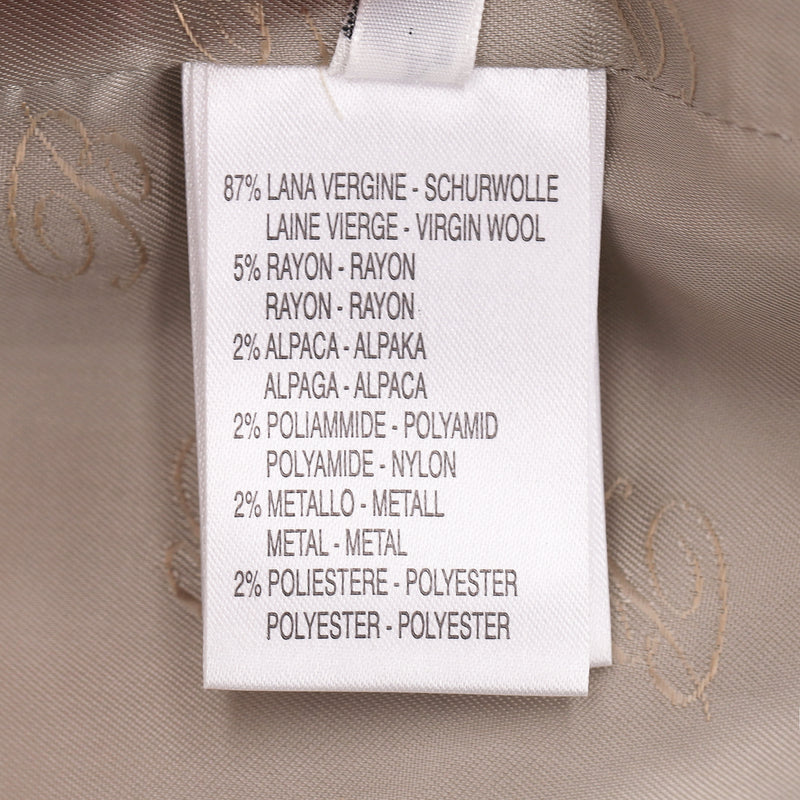 87% LANA VERGINE - SCHURWOLLE
LAINE VIERGE - VIRGIN WOOL
5% RAYON - RAYON
RAYON - RAYON
2% ALPACA - ALPAKA
ALPAGA - ALPACA
2% POLIAMMIDE - POLYAMID
POLYAMIDE - NYLON
2% METALLO - METALL
METAL - METAL
2% POLIESTERE - POLYESTER
POLYESTER - POLYESTER